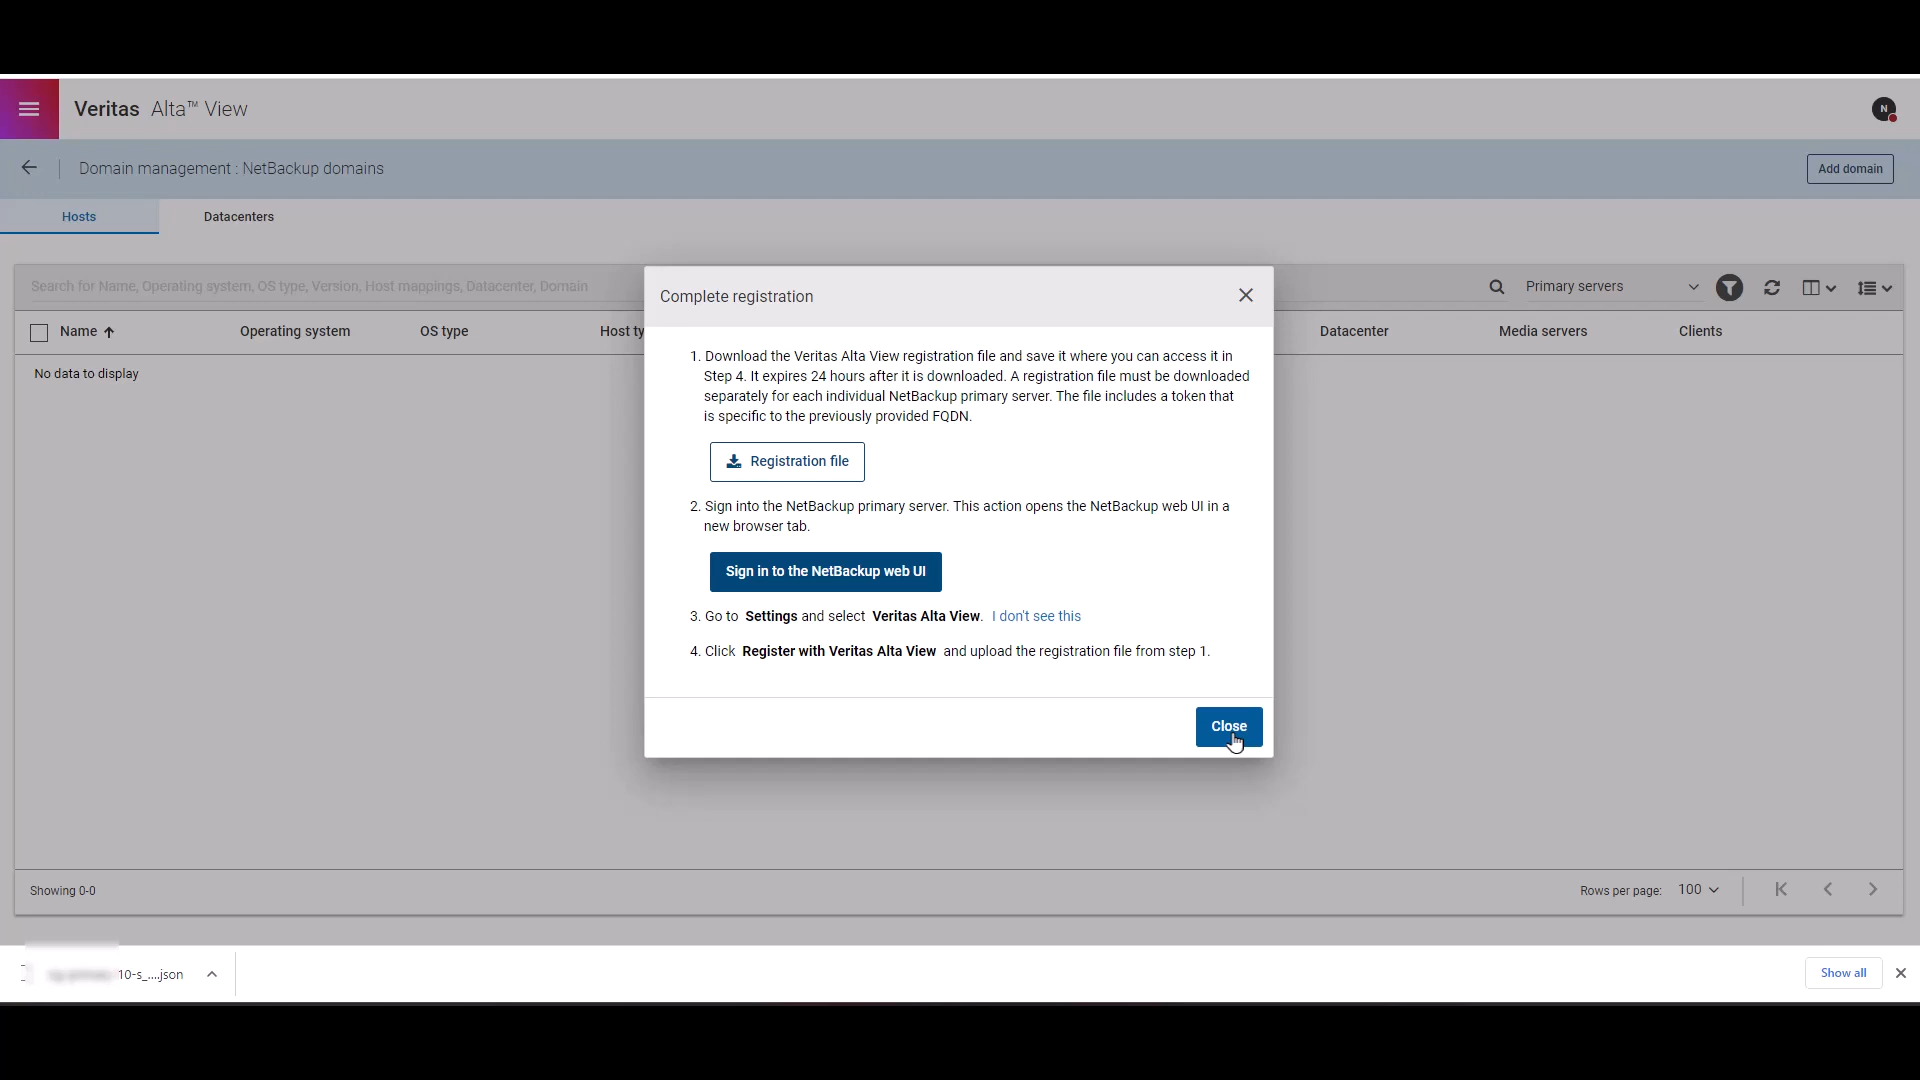 Veritas Alta™ View
N
Domain management : NetBackup domains
Add domain
Hosts
Datacenters
Search for Name, Operating system, OS type, Version, Host mappings, Datacenter, Domain
Primary servers
Name
Operating system
OS type
Host ty
Datacenter
Media servers
Clients
No data to display
Complete registration
1. Download the Veritas Alta View registration file and save it where you can access it in
Step 4. It expires 24 hours after it is downloaded. A registration file must be downloaded
separately for each individual NetBackup primary server. The file includes a token that
is specific to the previously provided FQDN.
Registration file
2. Sign into the NetBackup primary server. This action opens the NetBackup web UI in a
new browser tab.
Sign in to the NetBackup web UI
3. Go to Settings and select Veritas Alta View. I don't see this
4. Click Register with Veritas Alta View and upload the registration file from step 1.
Close
Showing 0-0
Rows per page: 100
10-s_....json
Show all